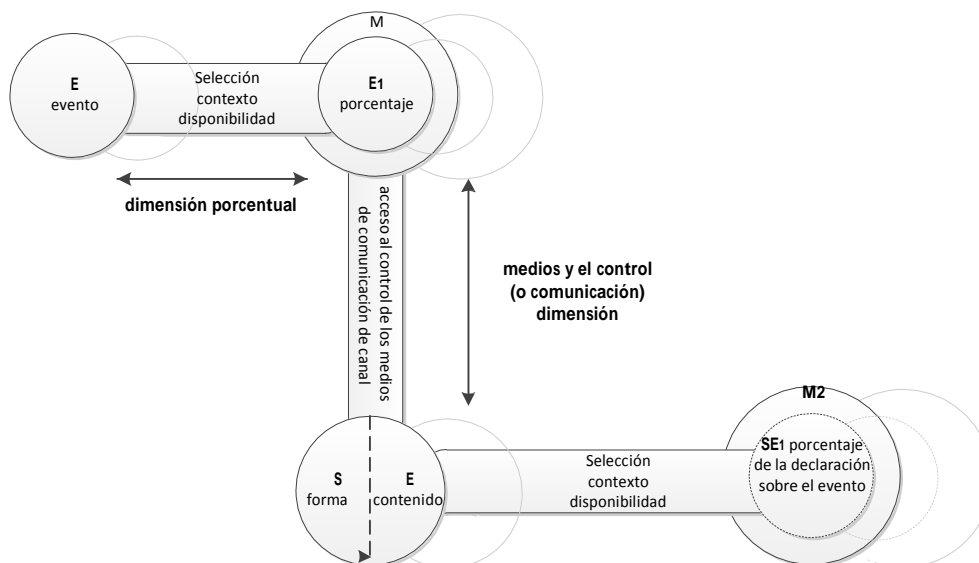 E
evento
Selección
contexto
disponibilidad
M
E1
porcentaje
dimensión porcentual
acceso al control de los medios
de comunicación de canal
medios y el control
(o comunicación)
dimensión
S
forma
E
contenido
Selección
contexto
disponibilidad
M2
SE1 porcentaje
de la declaración
sobre el evento